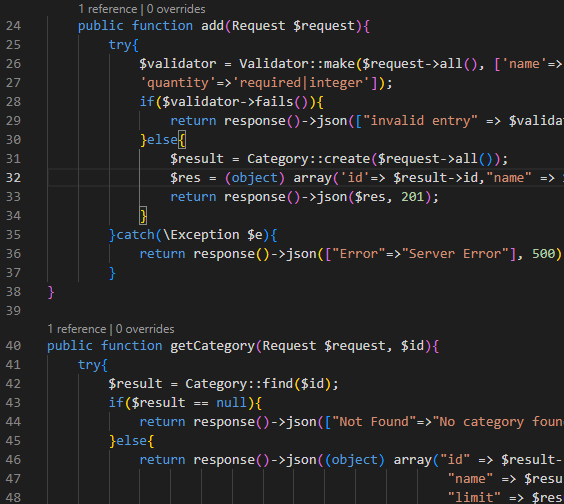 1 reference | 0 overrides
24 public function add(Request $request){
25 try{
26 $validator = Validator::make($request->all(), ['name'=>
27 'quantity'=>'required|integer']);
28 if($validator->fails()){
29 return response()->json(["invalid entry" => $valida
30 }else{
31 $result = Category::create($request->all());
32 $res = (object) array('id'=> $result->id,"name" =>
33 return response()->json($res, 201);
34 }
35 }catch(\Exception $e){
36 return response()->json(["Error"=>"Server Error"], 500)
37 }
38 }
39
1 reference | 0 overrides
40 public function getCategory(Request $request, $id){
41 try{
42 $result = Category::find($id);
43 if($result == null){
44 return response()->json(["Not Found"=>"No category foun
45 }else{
46 return response()->json((object) array("id" => $result-
47 "name" => $resu
48 "limit" => $res